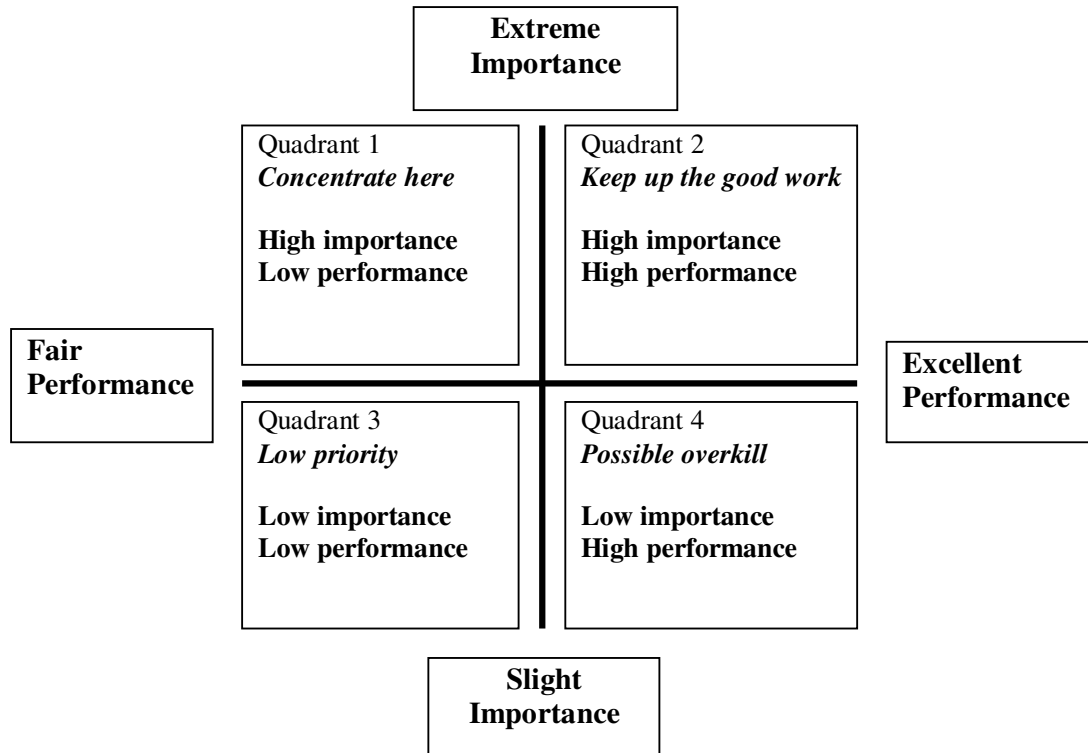 Extreme
Importance
Quadrant 1
Concentrate here
High importance
Low performance
Quadrant 2
Keep up the good work
High importance
High performance
Fair
Performance
Excellent
Performance
Quadrant 3
Low priority
Low importance
Low performance
Quadrant 4
Possible overkill
Low importance
High performance
Slight
Importance